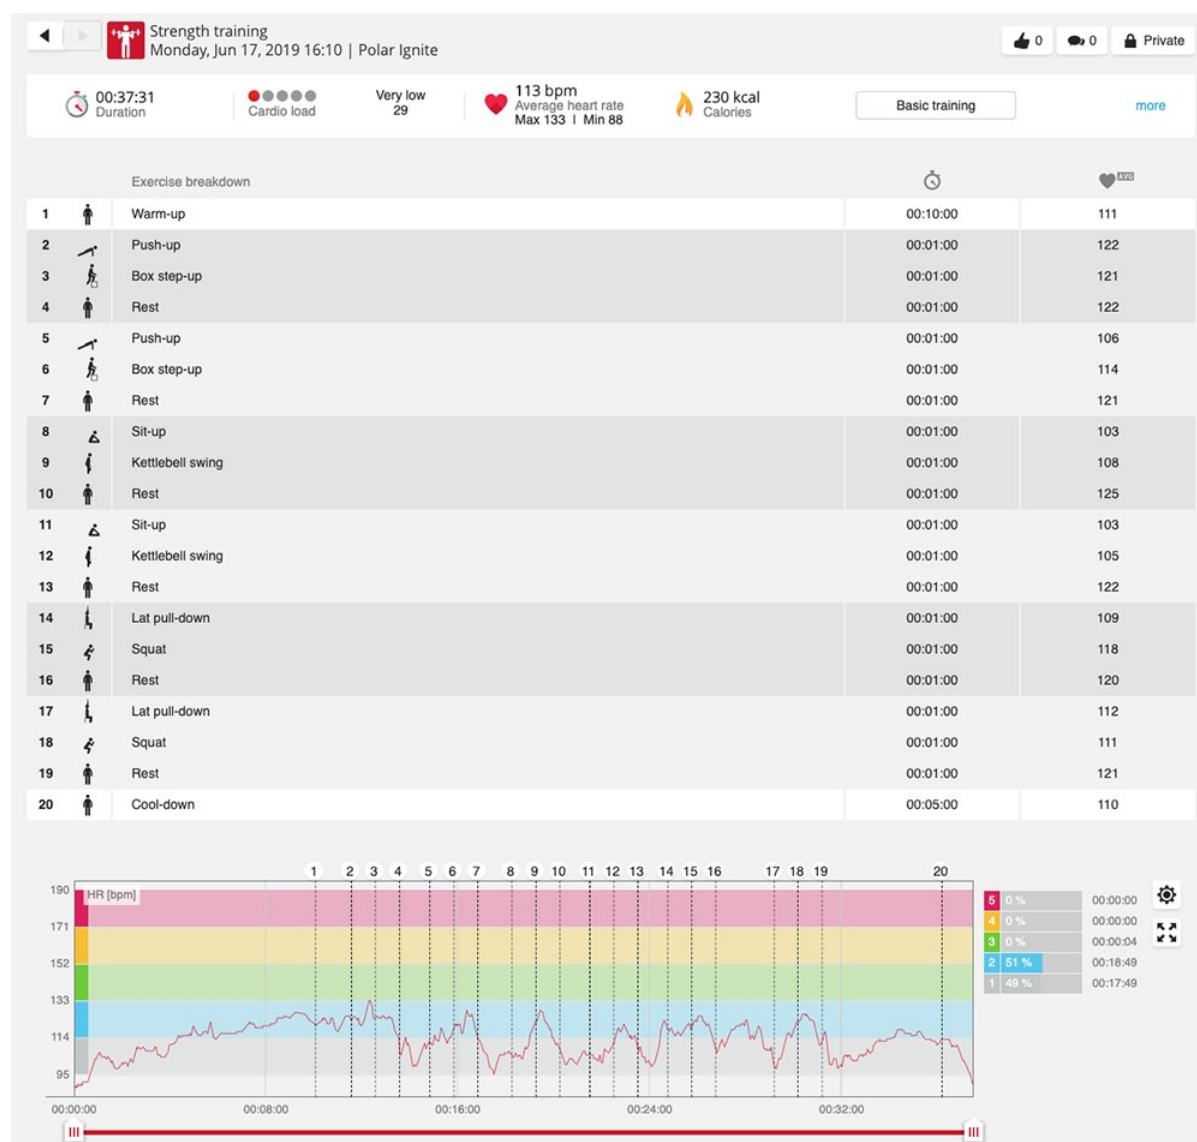 Strength training
Monday, Jun 17, 2019 16:10 | Polar Ignite
0 0 Private
00:37:31
Duration
Cardio load
Very low
29
113 bpm
Average heart rate
Max 133 | Min 88
230 kcal
Calories
Basic training
more
Exercise breakdown AVG
1 Warm-up 00:10:00 111
2 Push-up 00:01:00 122
3 Box step-up 00:01:00 121
4 Rest 00:01:00 122
5 Push-up 00:01:00 106
6 Box step-up 00:01:00 114
7 Rest 00:01:00 121
8 Sit-up 00:01:00 103
9 Kettlebell swing 00:01:00 108
10 Rest 00:01:00 125
11 Sit-up 00:01:00 103
12 Kettlebell swing 00:01:00 105
13 Rest 00:01:00 122
14 Lat pull-down 00:01:00 109
15 Squat 00:01:00 118
16 Rest 00:01:00 120
17 Lat pull-down 00:01:00 112
18 Squat 00:01:00 111
19 Rest 00:01:00 121
20 Cool-down 00:05:00 110
1 2 3 4 5 6 7 8 9 10 11 12 13 14 15 16 17 18 19 20
HR [bpm]
190
171
152
133
114
95
00:00:00 00:08:00 00:16:00 00:24:00 00:32:00
5 0 % 00:00:00
4 0 % 00:00:00
3 0 % 00:00:04
2 51 % 00:18:49
1 49 % 00:17:49